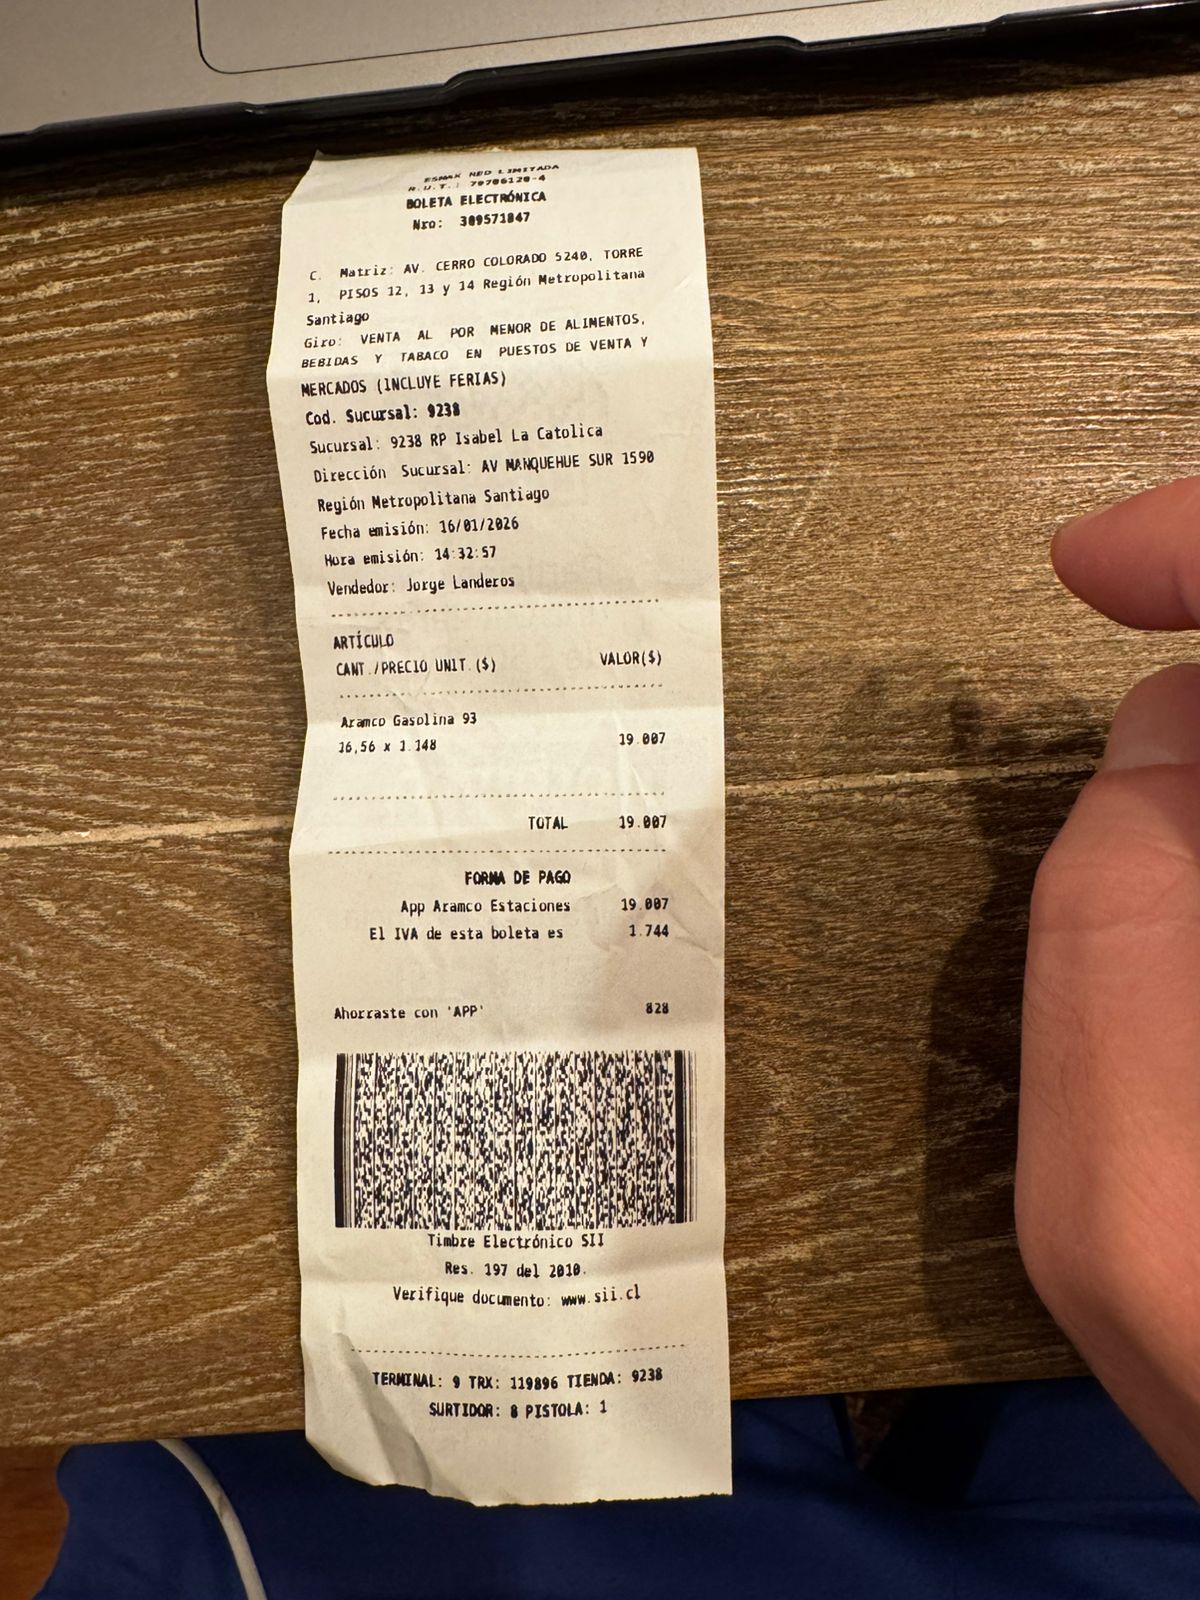 ESMAX RED LIMITADA
R.U.T.: 79706120-4
BOLETA ELECTRÓNICA
Nro: 309571047
C. Matriz: AV. CERRO COLORADO 5240, TORRE
1, PISOS 12, 13 y 14 Región Metropolitana
Santiago
Giro: VENTA AL POR MENOR DE ALIMENTOS,
BEBIDAS Y TABACO EN PUESTOS DE VENTA Y
MERCADOS (INCLUYE FERIAS)
Cod. Sucursal: 9238
Sucursal: 9238 RP Isabel La Catolica
Dirección Sucursal: AV MANQUEHUE SUR 1590
Región Metropolitana Santiago
Fecha emisión: 16/01/2026
Hora emisión: 14:32:57
Vendedor: Jorge Landeros
ARTÍCULO
CANT./PRECIO UNIT.($) VALOR($)
Aramco Gasolina 93
16,56 x 1.148 19.007
TOTAL 19.007
FORMA DE PAGO
App Aramco Estaciones 19.007
El IVA de esta boleta es 1.744
Ahorraste con 'APP' 828
Timbre Electrónico SII
Res. 197 del 2010.
Verifique documento: www.sii.cl
TERMINAL: 9 TRX: 119896 TIENDA: 9238
SURTIDOR: 8 PISTOLA: 1